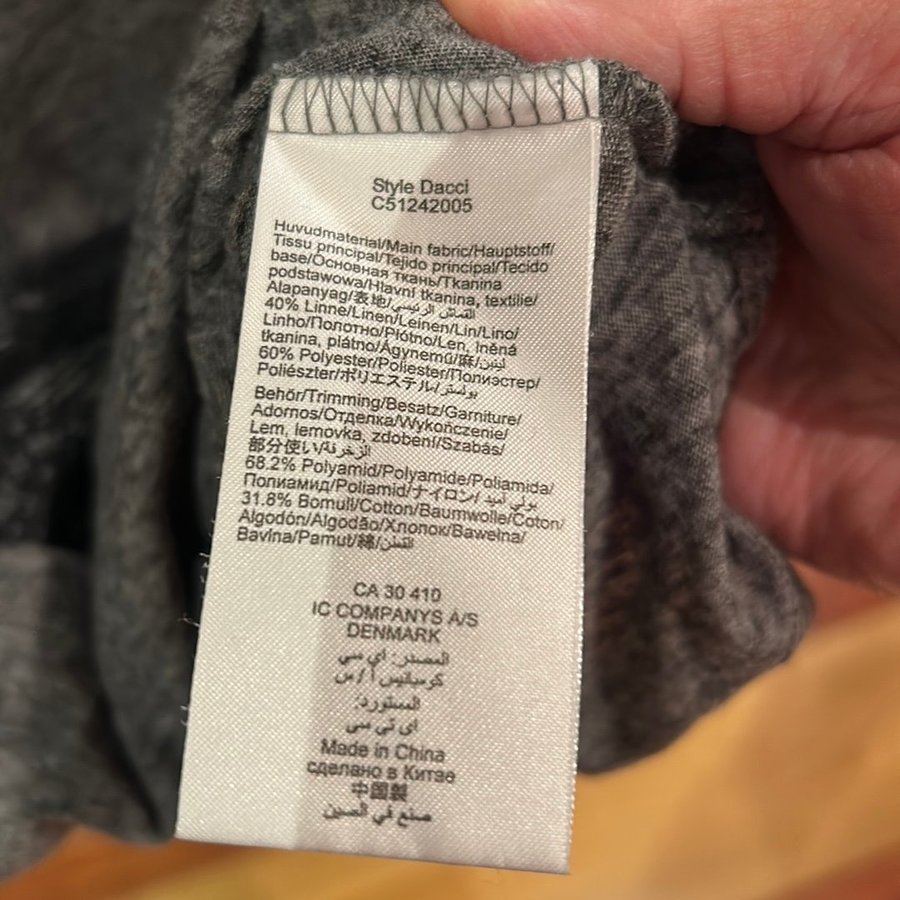 Style Dacci
C51242005
Huvudmaterial/Main fabric/Hauptstoff/
Tissu principal/Tejido principal/Tecido
base/Основная ткань/Tkanina
podstawowa/Hlavní tkanina, textilie/
Alapanyag/表地/القماش الرئيسي
40% Linne/Linen/Leinen/Lin/Lino/
Linho/Полотно/Płótno/Len, lněná
tkanina, plátno/Ágynemű/麻/لينين
60% Polyester/Poliester/Полиэстер/
Poliészter/ポリエステル/بوليستر
Behör/Trimming/Besatz/Garniture/
Adornos/Отделка/Wykończenie/
Lem, lemovka, zdobení/Szabás/
部分使い/الزخرفة
68.2% Polyamid/Polyamide/Poliamida/
Полиамид/Poliamid/ナイロン/بولي أميد
31.8% Bomull/Cotton/Baumwolle/Coton/
Algodón/Algodão/Хлопок/Bawełna/
Bavlna/Pamut/綿/القطن
CA 30 410
IC COMPANYS A/S
DENMARK
المصدر: اي سي
كومبانيس أ / س
المستورد:
اي تي سي
Made in China
сделано в Китае
中国製
صنع في الصين